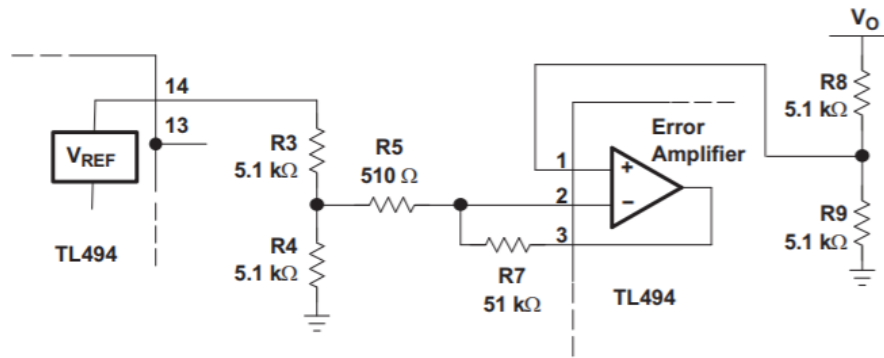 14
13
VREF
TL494
R3
5.1 kΩ
R4
5.1 kΩ
R5
510 Ω
R7
51 kΩ
1
2
3
+
−
Error
Amplifier
TL494
VO
R8
5.1 kΩ
R9
5.1 kΩ